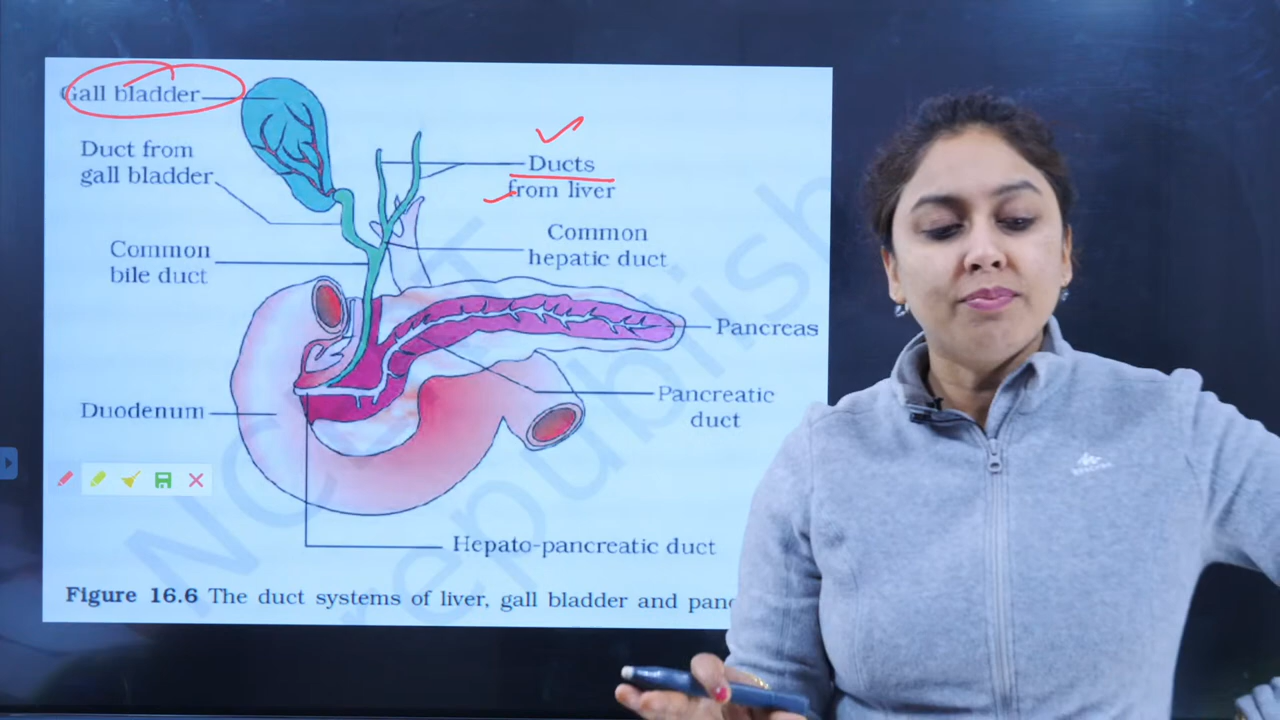 Gall bladder
Duct from
gall bladder
Ducts
from liver
Common
bile duct
Common
hepatic duct
Pancreas
Pancreatic
duct
Duodenum
Hepato-pancreatic duct
Figure 16.6 The duct systems of liver, gall bladder and